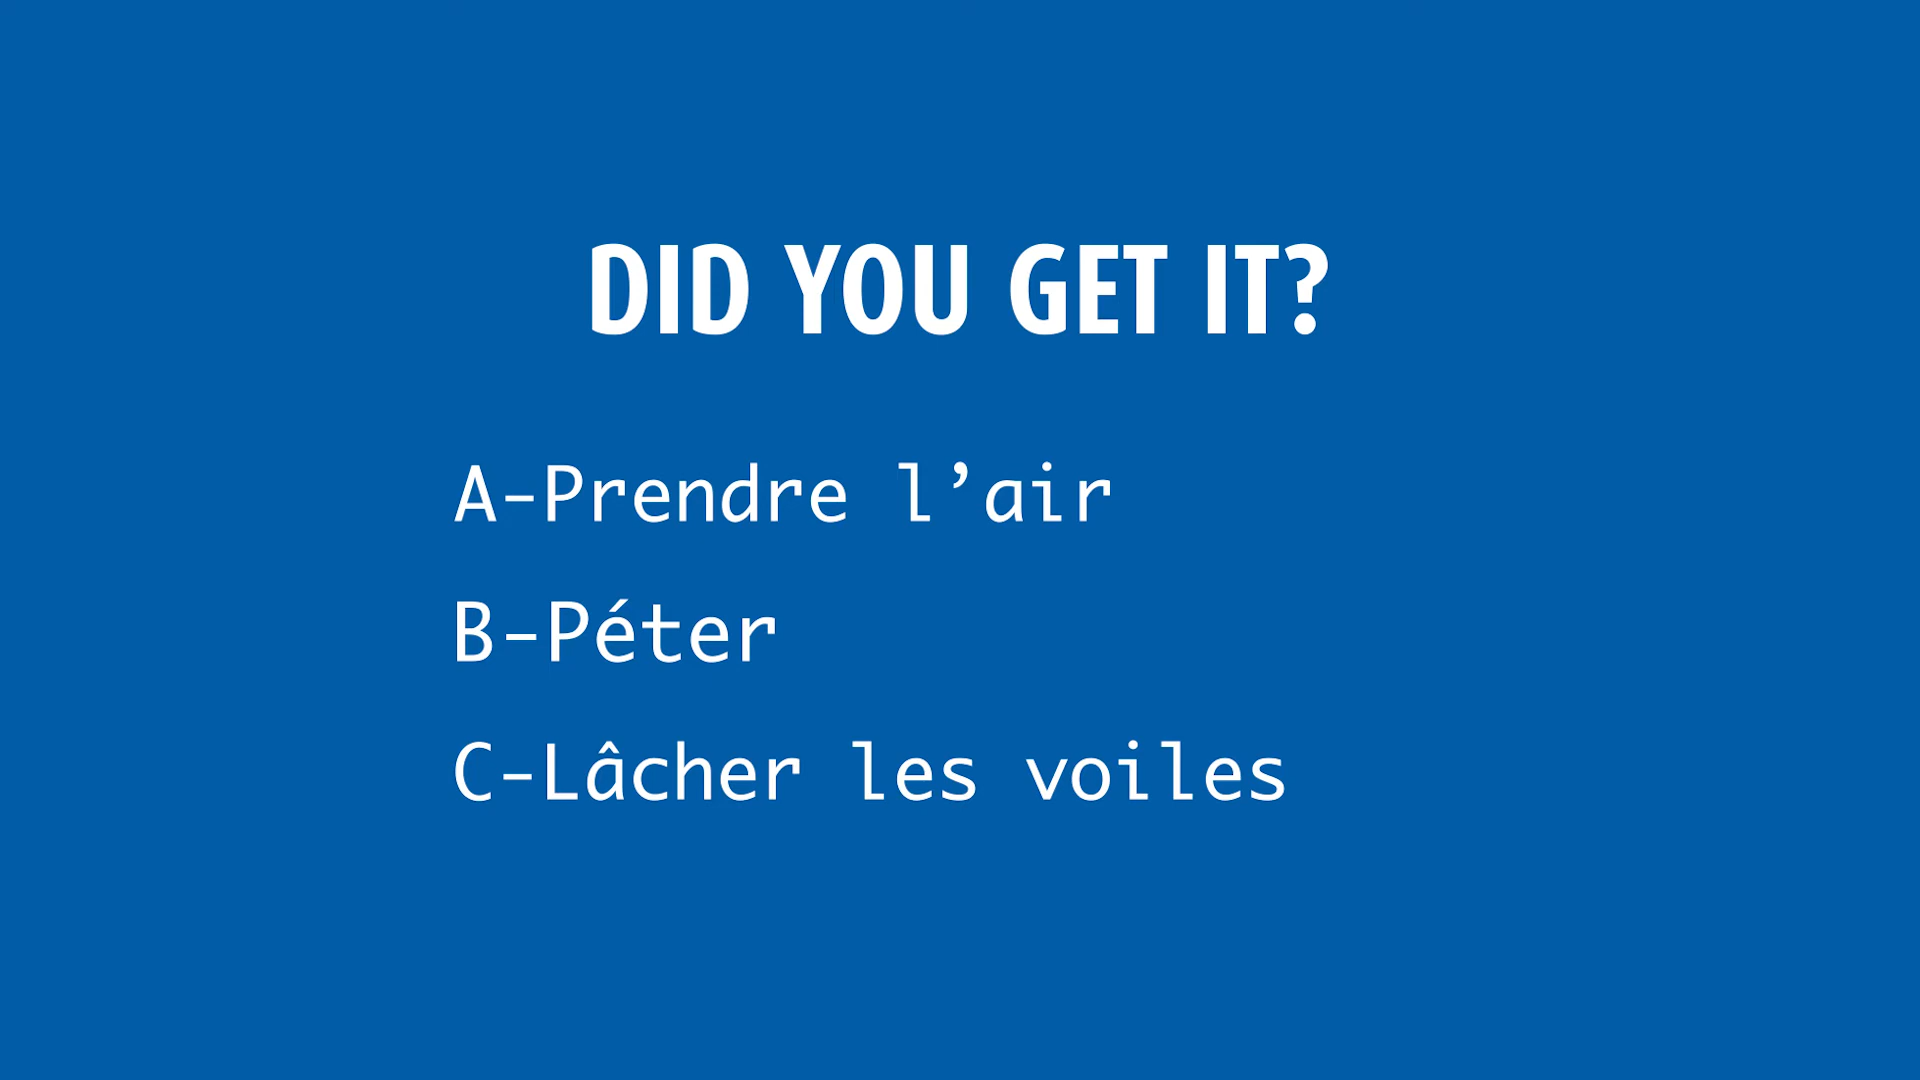 DID YOU GET IT?
A-Prendre l’air
B-Péter
C-Lâcher les voiles